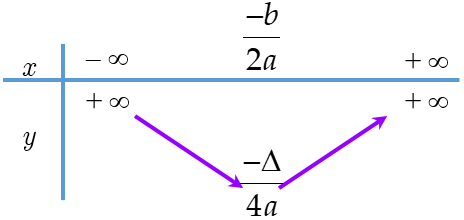 x − ∞ −b/2a + ∞
y + ∞ −Δ/4a + ∞